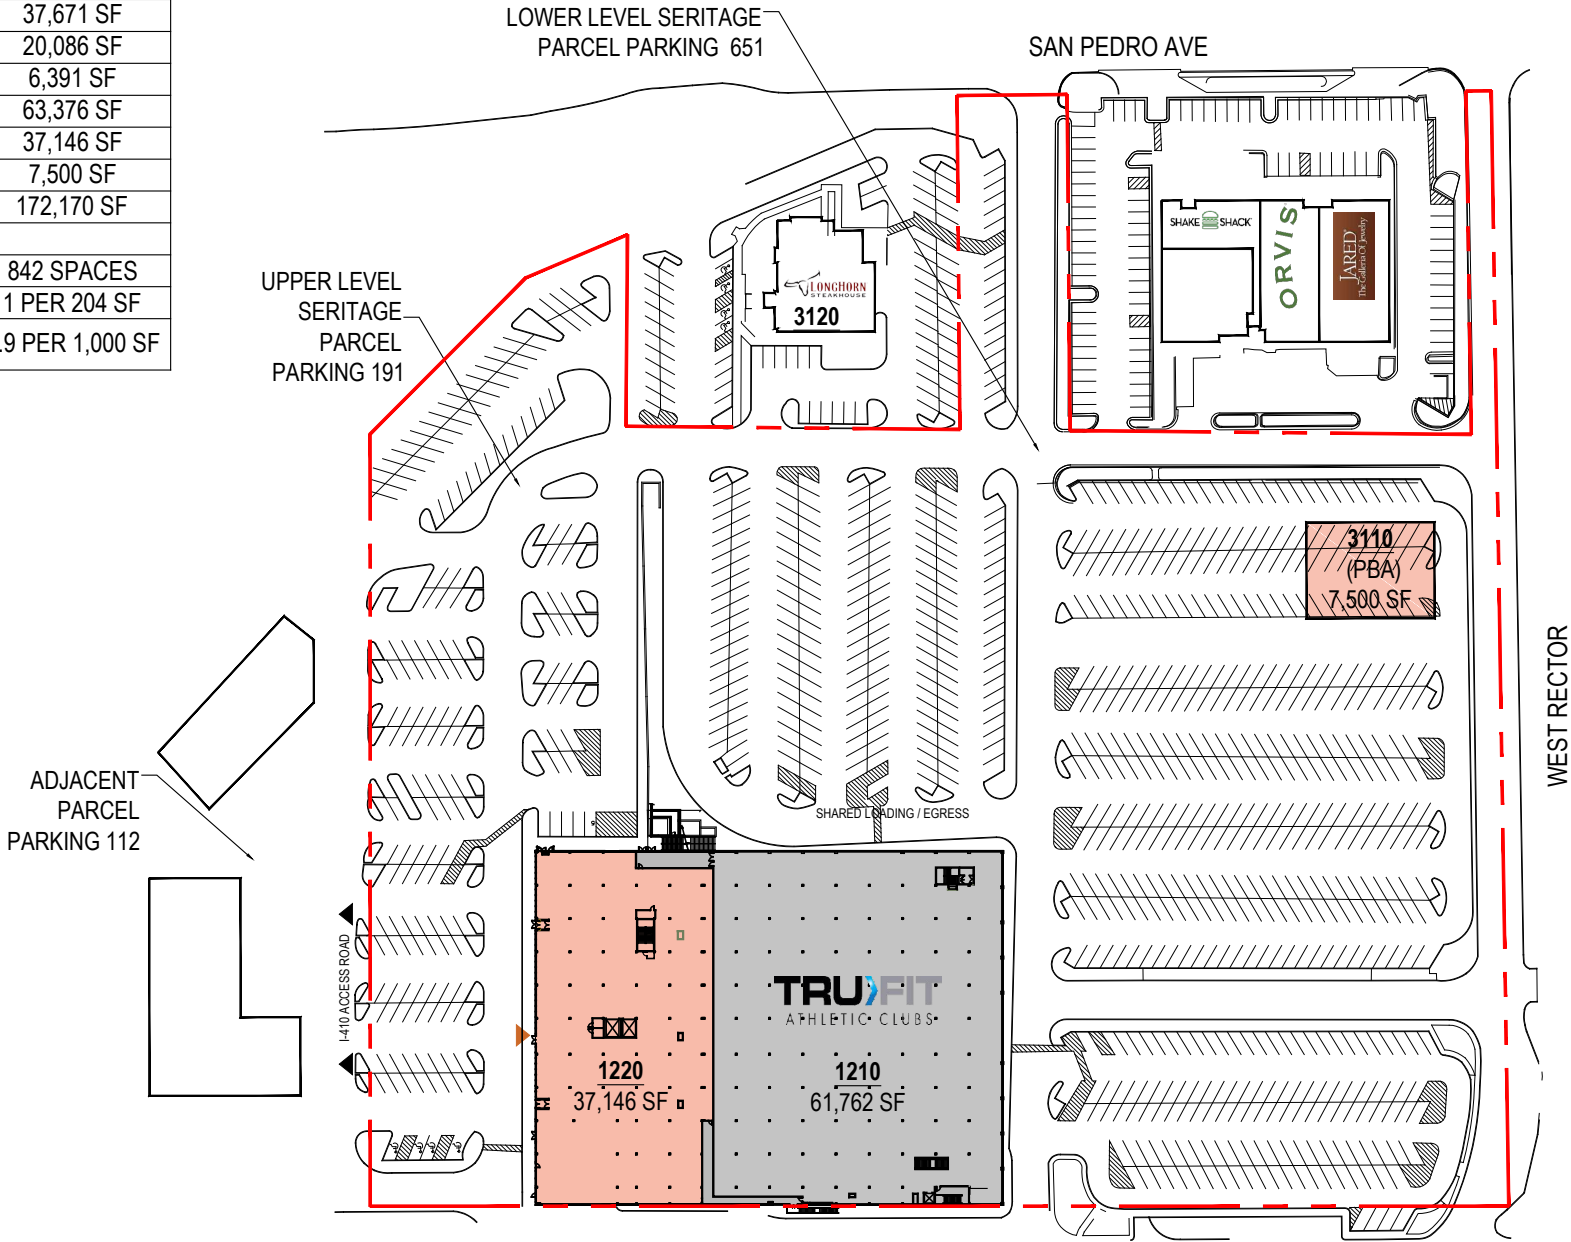 37,671 SF
20,086 SF
6,391 SF
63,376 SF
37,146 SF
7,500 SF
172,170 SF
842 SPACES
1 PER 204 SF
.9 PER 1,000 SF
LOWER LEVEL SERITAGE
PARCEL PARKING 651
SAN PEDRO AVE
UPPER LEVEL
SERITAGE
PARCEL
PARKING 191
LONGHORN
STEAKHOUSE
3120
SHAKE SHACK
ORVIS
JARED
The Galleria Of Jewelry
3110
(PBA)
7,500 SF
WEST RECTOR
ADJACENT
PARCEL
PARKING 112
SHARED LOADING / EGRESS
I-410 ACCESS ROAD
TRUFIT
ATHLETIC CLUBS
1220
37,146 SF
1210
61,762 SF